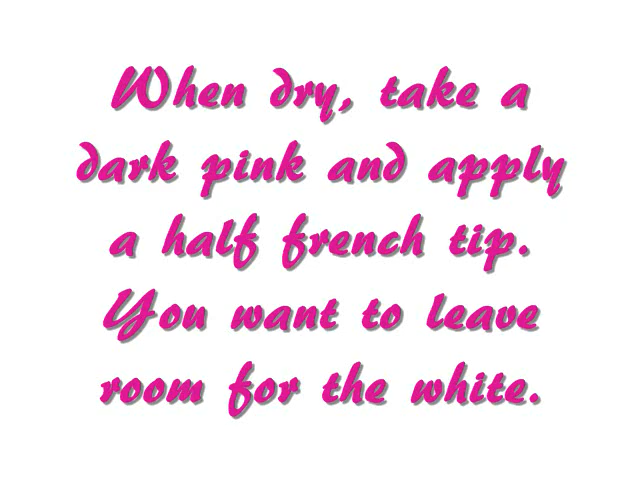 When dry, take a
dark pink and apply
a half french tip.
You want to leave
room for the white.